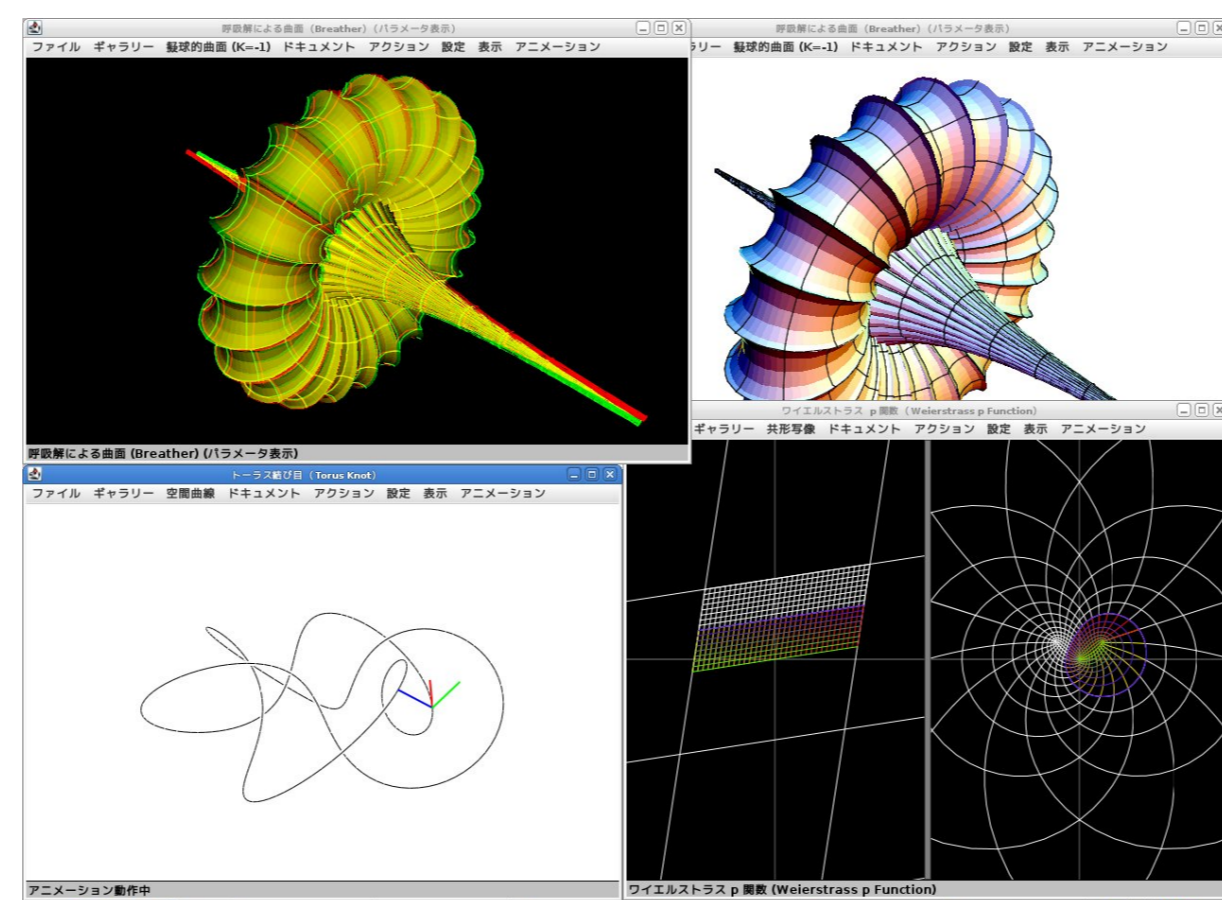 呼吸解による曲面 (Breather) (パラメータ表示)
ファイル ギャラリー 擬球的曲面 (K=-1) ドキュメント アクション 設定 表示 アニメーション
呼吸解による曲面 (Breather) (パラメータ表示)
呼吸解による曲面 (Breather) (パラメータ表示)
ラリー 擬球的曲面 (K=-1) ドキュメント アクション 設定 表示 アニメーション
ワイエルストラス p 関数 (Weierstrass p Function)
ギャラリー 共形写像 ドキュメント アクション 設定 表示 アニメーション
トーラス結び目 (Torus Knot)
ファイル ギャラリー 空間曲線 ドキュメント アクション 設定 表示 アニメーション
アニメーション動作中
ワイエルストラス p 関数 (Weierstrass p Function)